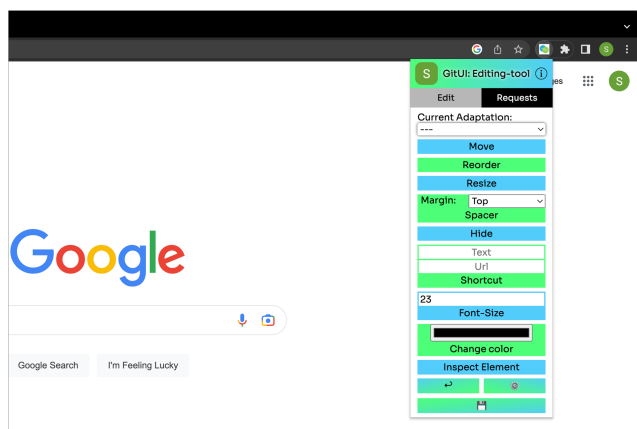 S GitUI: Editing-tool i
Edit Requests
Current Adaptation:
---
Move
Reorder
Resize
Margin: Top
Spacer
Hide
Text
Url
Shortcut
23
Font-Size
Change color
Inspect Element
S
S
Google
Google Search I'm Feeling Lucky